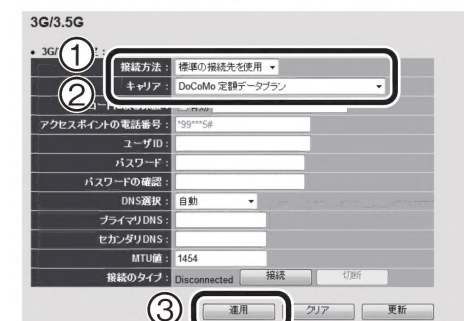 3G/3.5G
3G/
①
接続方法： 標準の接続先を使用
②
キャリア： DoCoMo 定額データプラン
アクセスポイントの電話番号： *99***5#
ユーザID：
パスワード：
パスワードの確認：
DNS選択： 自動
プライマリDNS：
セカンダリDNS：
MTU値： 1454
接続のタイプ： Disconnected 接続 切断
③ 適用 クリア 更新